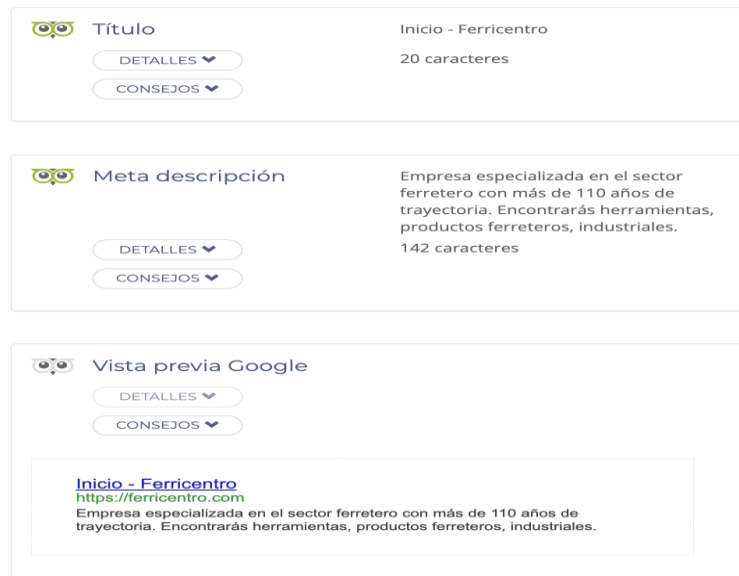 Título
Inicio - Ferricentro
DETALLES
20 caracteres
CONSEJOS
Meta descripción
Empresa especializada en el sector
ferretero con más de 110 años de
trayectoria. Encontrarás herramientas,
productos ferreteros, industriales.
DETALLES
142 caracteres
CONSEJOS
Vista previa Google
DETALLES
CONSEJOS
Inicio - Ferricentro
https://ferricentro.com
Empresa especializada en el sector ferretero con más de 110 años de
trayectoria. Encontrarás herramientas, productos ferreteros, industriales.